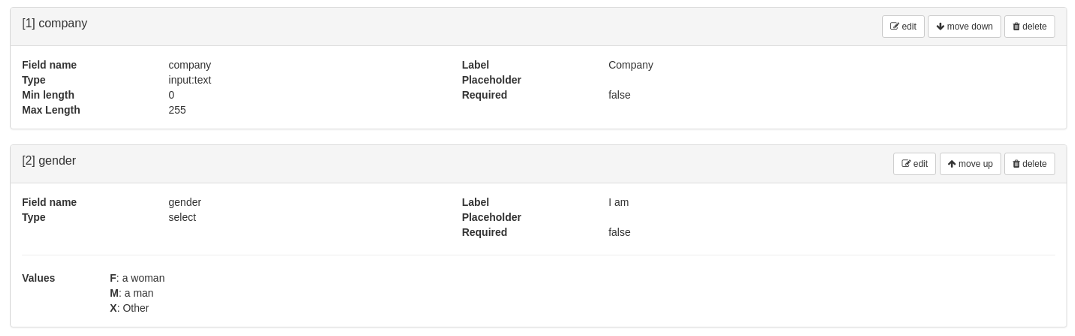 [1] company
edit
move down
delete
Field name company
Type input:text
Min length 0
Max Length 255
Label Company
Placeholder
Required false
[2] gender
edit
move up
delete
Field name gender
Type select
Label I am
Placeholder
Required false
Values F: a woman
M: a man
X: Other